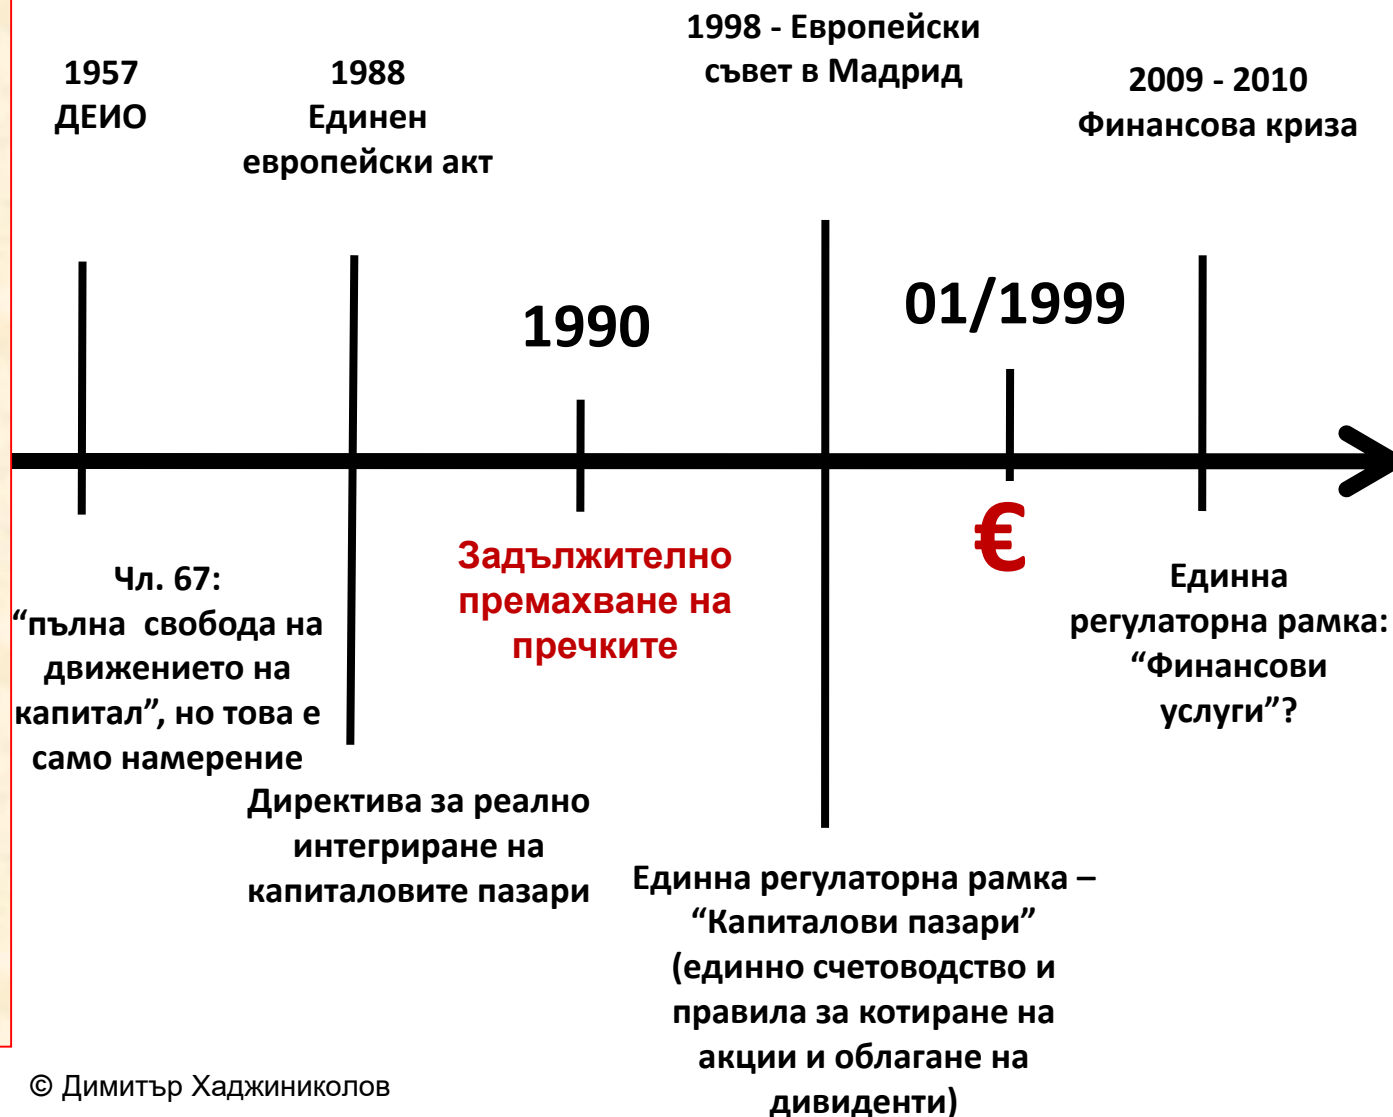 1957
ДЕИО
1988
Единен
европейски акт
1998 - Европейски
съвет в Мадрид
2009 - 2010
Финансова криза
1990
01/1999
Чл. 67:
“пълна  свобода на
движението на
капитал”, но това е
само намерение
Директива за реално
интегриране на
капиталовите пазари
Задължително
премахване на
пречките
Единна регулаторна рамка –
“Капиталови пазари”
(единно счетоводство и
правила за котиране на
акции и облагане на
дивиденти)
€
Единна
регулаторна рамка:
“Финансови
услуги”?
© Димитър Хаджиниколов